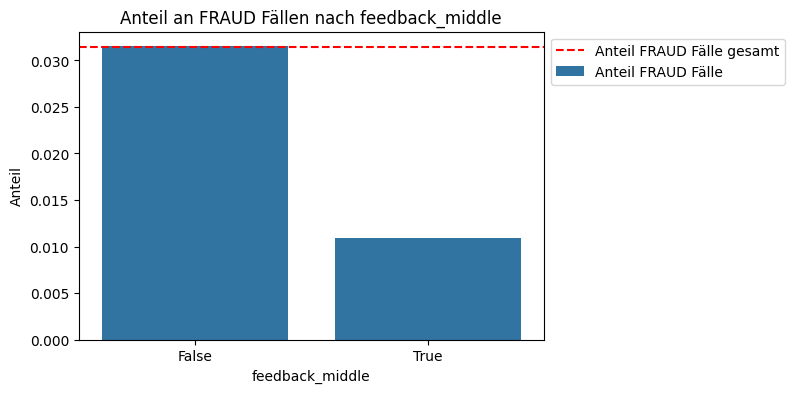 Anteil an FRAUD Fällen nach feedback_middle
Anteil FRAUD Fälle gesamt
Anteil FRAUD Fälle
Anteil
0.030
0.025
0.020
0.015
0.010
0.005
0.000
False
True
feedback_middle